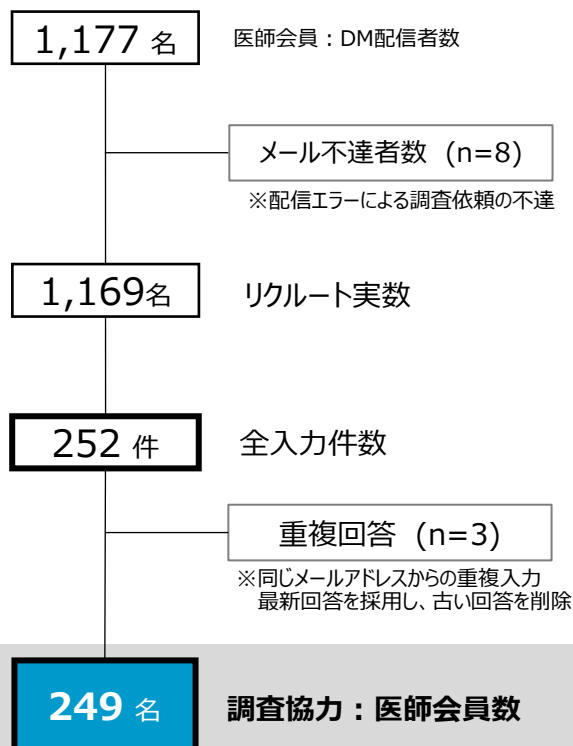 1,177 名
医師会員：DM配信者数
メール不達者数 (n=8)
※配信エラーによる調査依頼の不達
1,169名
リクルート実数
252 件
全入力件数
重複回答 (n=3)
※同じメールアドレスからの重複入力
最新回答を採用し、古い回答を削除
249 名
調査協力：医師会員数